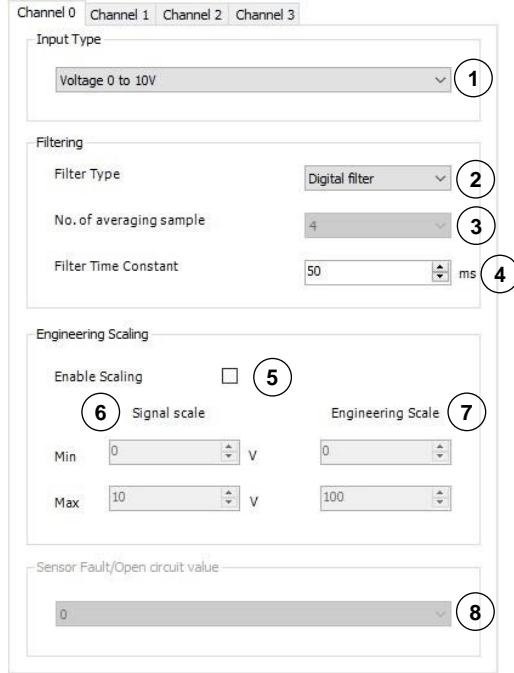 Channel 0 Channel 1 Channel 2 Channel 3
Input Type
Voltage 0 to 10V 1
Filtering
Filter Type Digital filter 2
No. of averaging sample 4 3
Filter Time Constant 50 ms 4
Engineering Scaling
Enable Scaling 5
6 Signal scale Engineering Scale 7
Min 0 V 0
Max 10 V 100
Sensor Fault/Open circuit value
0 8